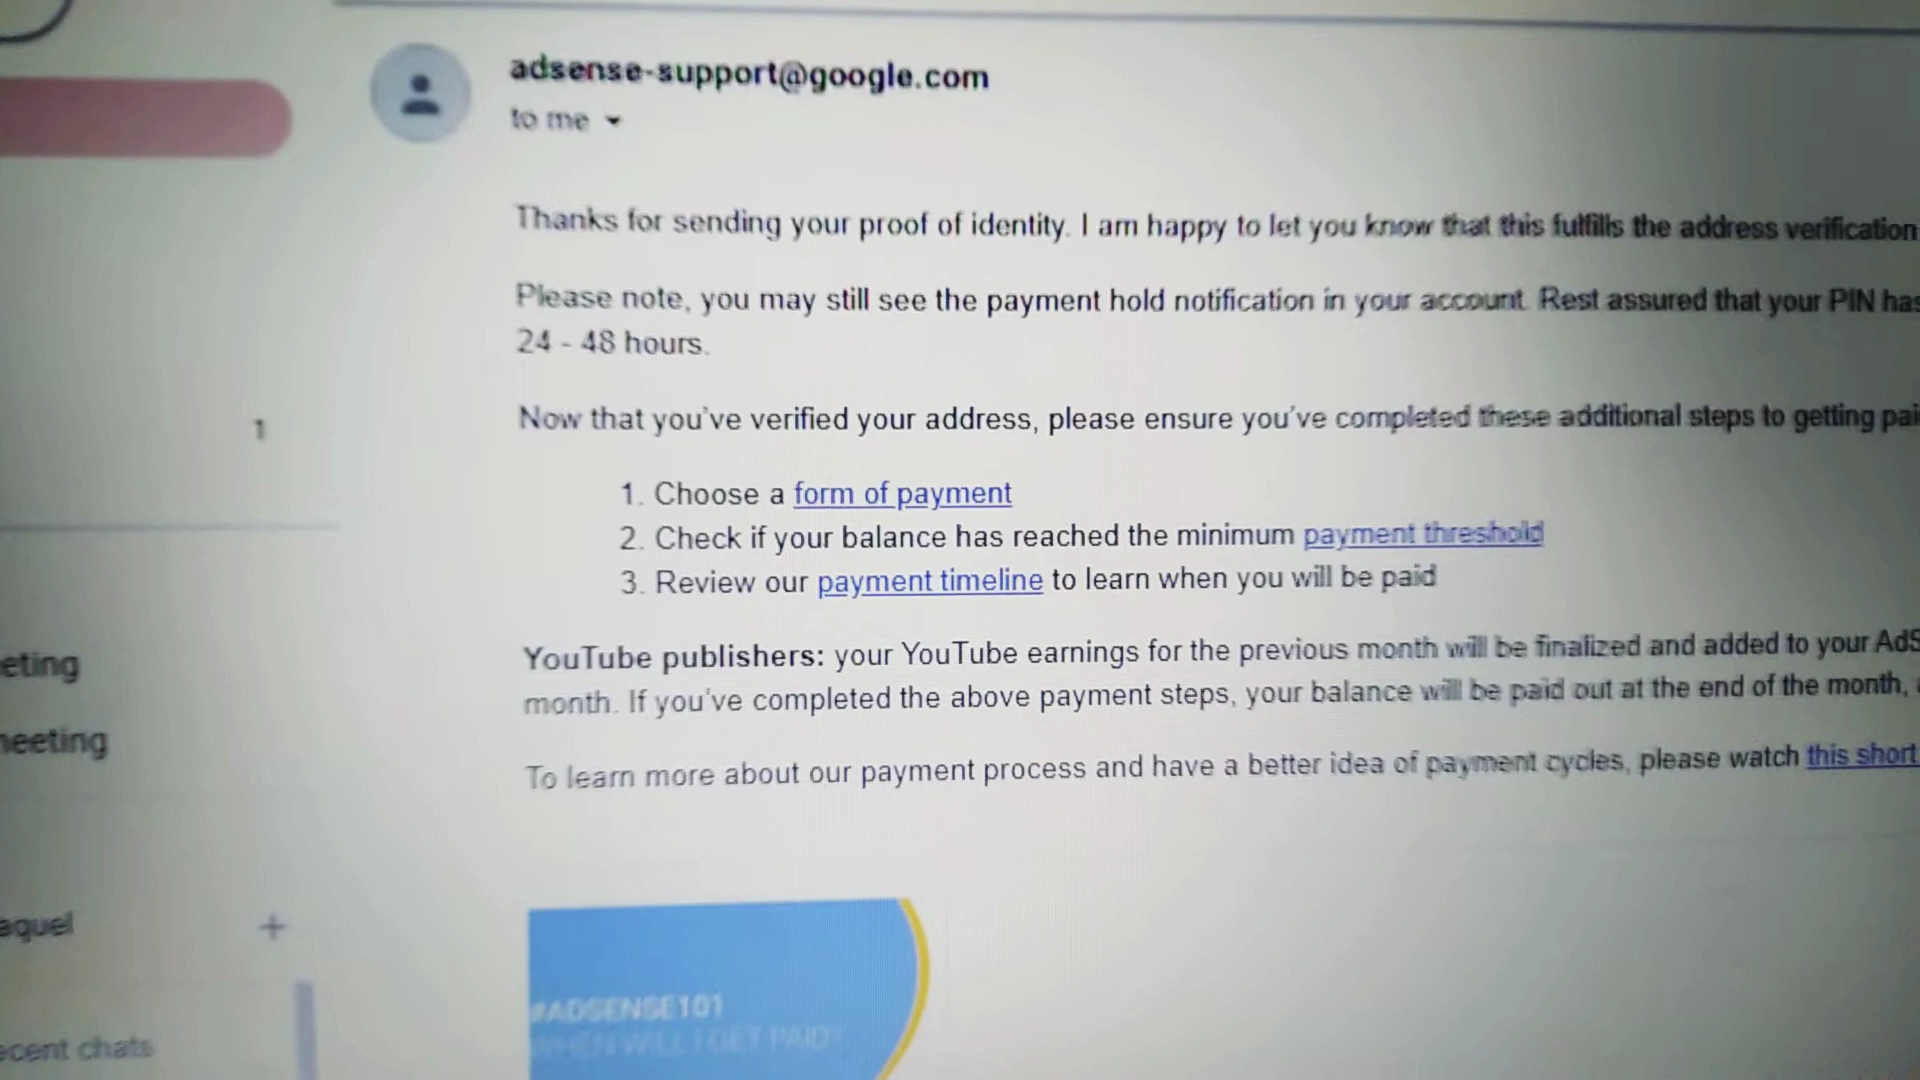 adsense-support@google.com
to me
Thanks for sending your proof of identity. I am happy to let you know that this fulfills the address verification
Please note, you may still see the payment hold notification in your account. Rest assured that your PIN has
24 - 48 hours.
1
Now that you've verified your address, please ensure you've completed these additional steps to getting pai
1. Choose a form of payment
2. Check if your balance has reached the minimum payment threshold
3. Review our payment timeline to learn when you will be paid
eting
YouTube publishers: your YouTube earnings for the previous month will be finalized and added to your AdS
month. If you've completed the above payment steps, your balance will be paid out at the end of the month,
neeting
To learn more about our payment process and have a better idea of payment cycles, please watch this short
aquel +
#ADSENSE101
WHEN WILL I GET PAID?
ecent chats